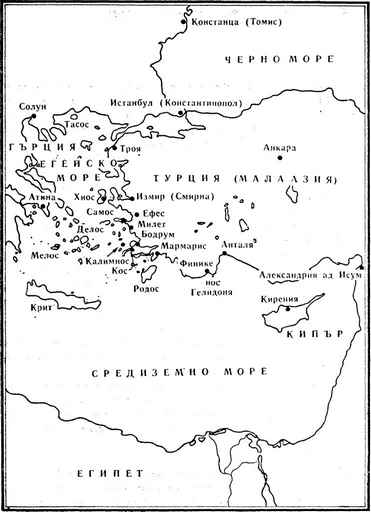 Констанца (Томис)
ЧЕРНО МОРЕ
Солун
Истанбул (Константинопол)
Тасос
Троя
ГЪРЦИЯ
Анкара
ЕГЕЙСКО
МОРЕ
ТУРЦИЯ (МАЛА АЗИЯ)
Атина
Хиос
Измир (Смирна)
Самос
Ефес
Делос
Милет
Бодрум
Мелос
Мармарис
Анталя
Калимнос
Финике
Александрия ад Исум
Кос
нос
Гелидоня
Родос
Кирения
Крит
КИПЪР
СРЕДИЗЕМНО МОРЕ
ЕГИПЕТ